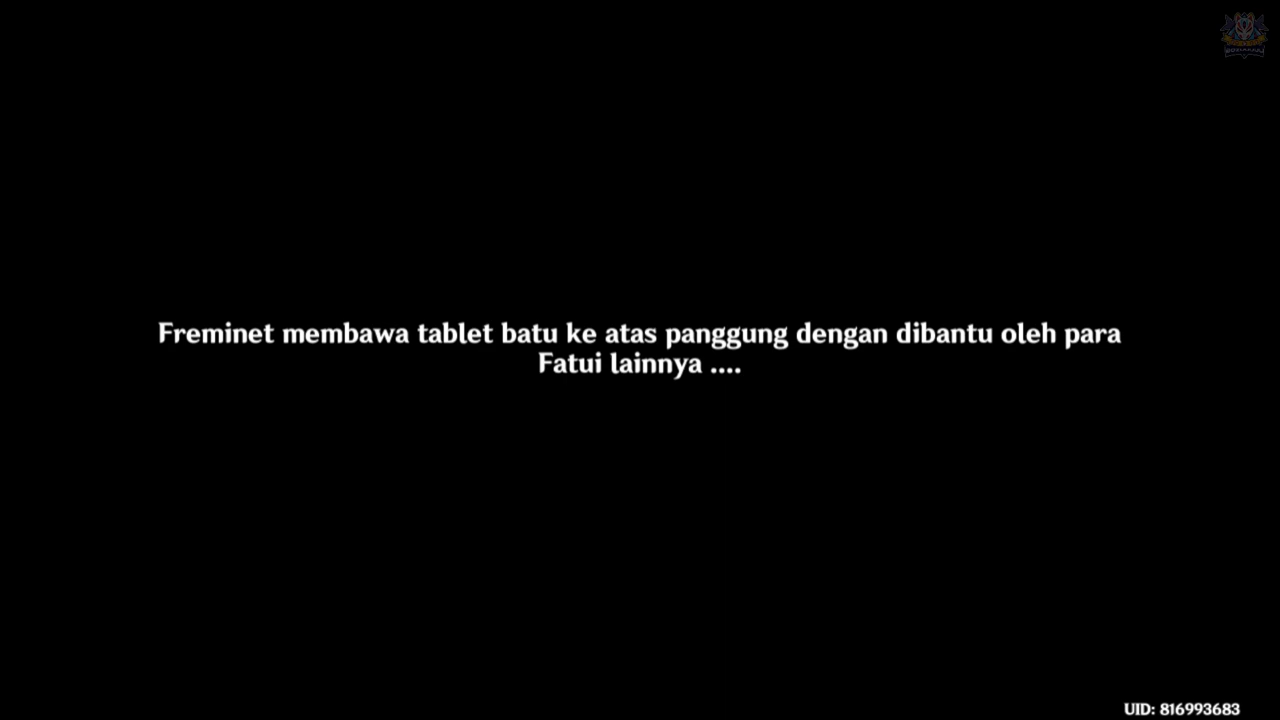 Freminet membawa tablet batu ke atas panggung dengan dibantu oleh para
Fatui lainnya ....
UID: 816993683